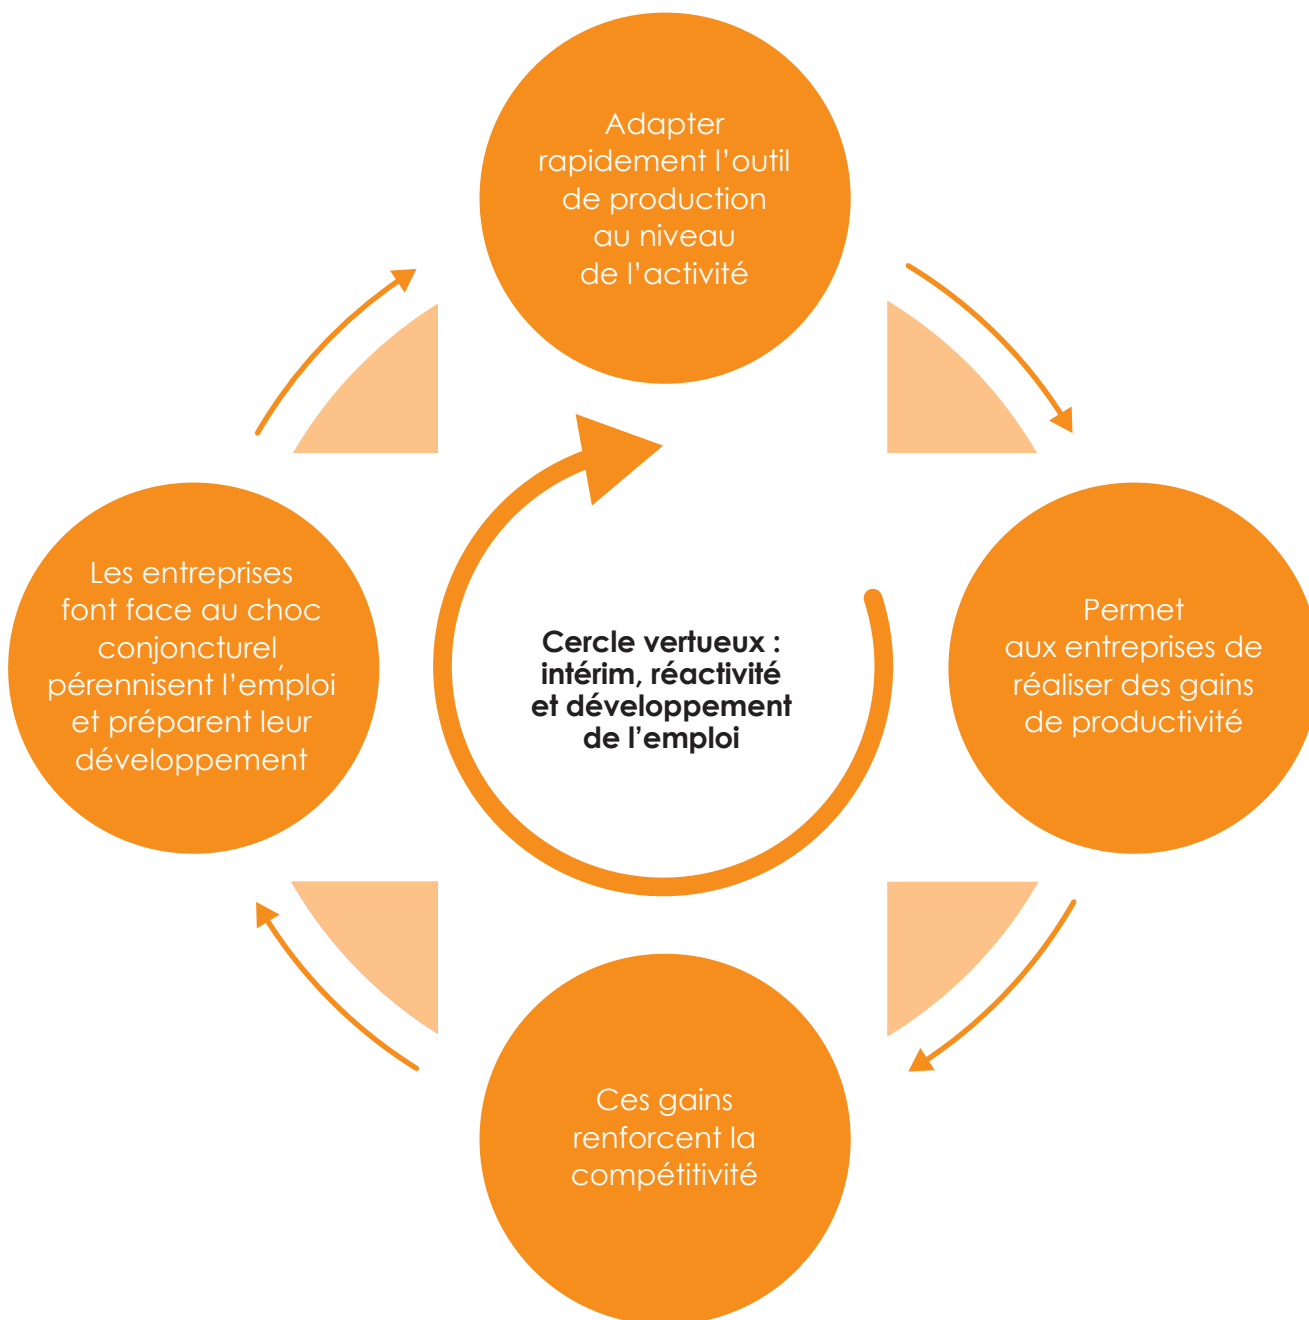 Adapter
rapidement l’outil
de production
au niveau
de l’activité
Permet
aux entreprises de
réaliser des gains
de productivité
Ces gains
renforcent la
compétitivité
Les entreprises
font face au choc
conjoncturel,
pérennisent l’emploi
et préparent leur
développement
Cercle vertueux :
intérim, réactivité
et développement
de l’emploi